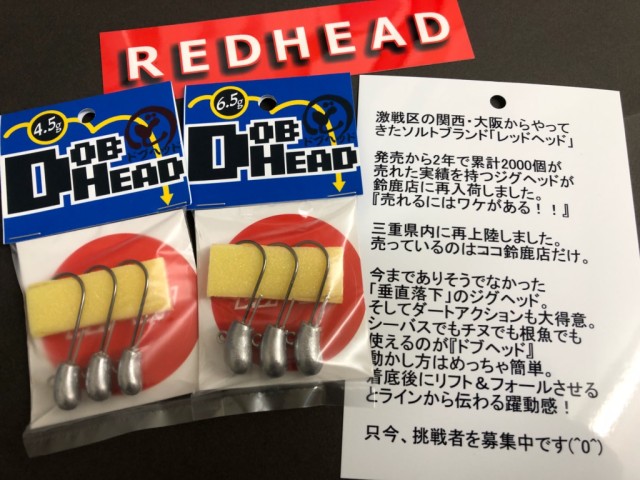 REDHEAD
4.5g
DOB HEAD
ドブヘッド
6.5g
DOB HEAD
ドブヘッド
激戦区の関西・大阪からやって
きたソルトブランド「レッドヘッド」
発売から2年で累計2000個が
売れた実績を持つジグヘッドが
鈴鹿店に再入荷しました。
『売れるにはワケがある！！』
三重県内に再上陸しました。
売っているのはココ鈴鹿店だけ。
今までありそうでなかった
「垂直落下」のジグヘッド。
そしてダートアクションも大得意。
シーバスでもチヌでも根魚でも
使えるのが『ドブヘッド』
動かし方はめっちゃ簡単。
着底後にリフト＆フォールさせる
とラインから伝わる躍動感！
只今、挑戦者を募集中です(^0^)